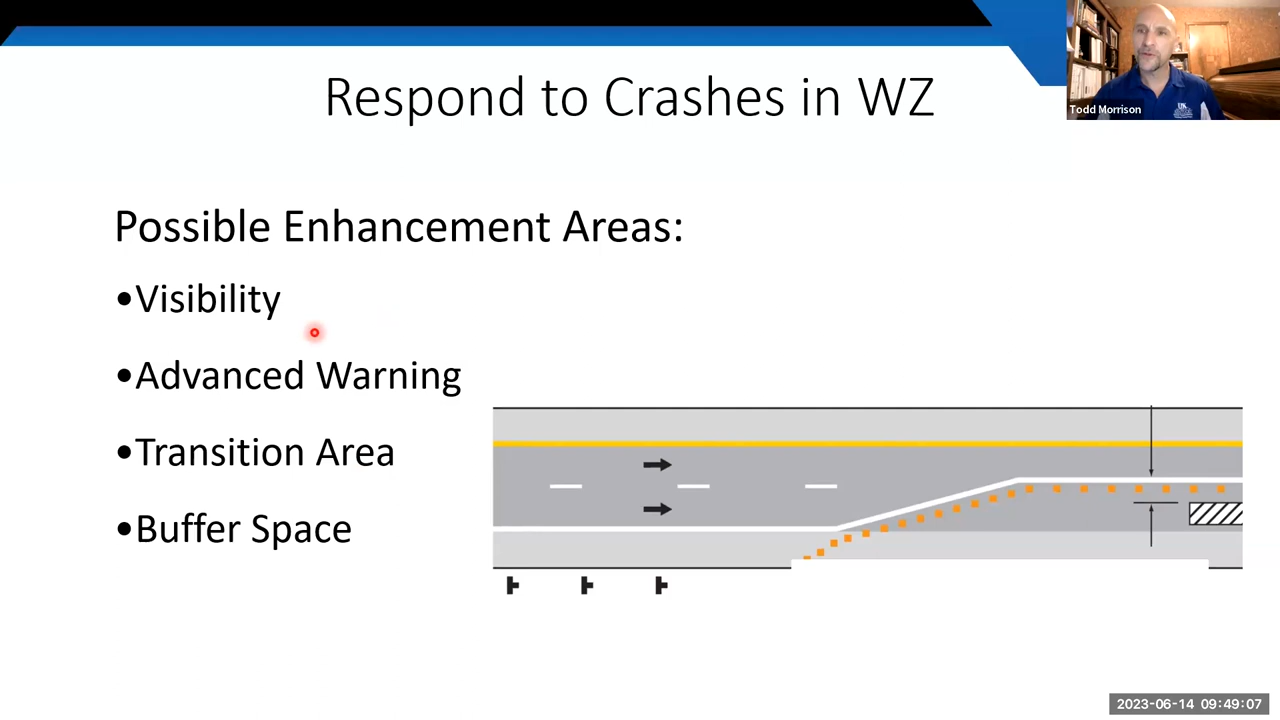 Respond to Crashes in WZ
Todd Morrison
UK
Possible Enhancement Areas:
•Visibility
•Advanced Warning
•Transition Area
•Buffer Space
2023-06-14 09:49:07